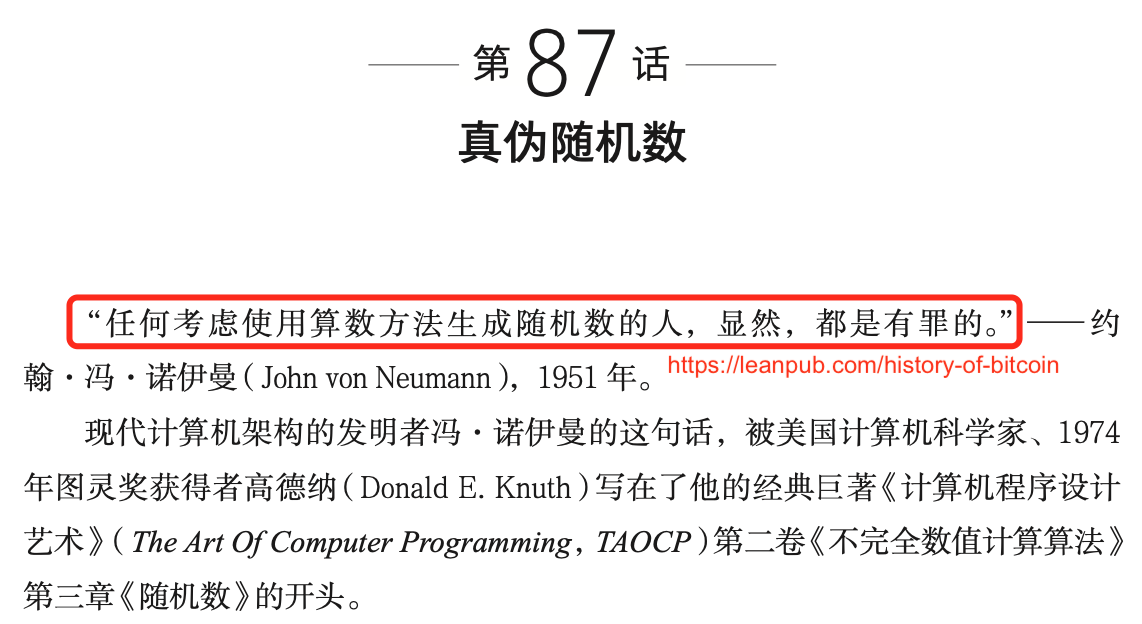 第 87 话
真伪随机数
“任何考虑使用算数方法生成随机数的人，显然，都是有罪的。”——约
翰·冯·诺伊曼（John von Neumann），1951 年。
https://leanpub.com/history-of-bitcoin
现代计算机架构的发明者冯·诺伊曼的这句话，被美国计算机科学家、1974
年图灵奖获得者高德纳（Donald E. Knuth）写在了他的经典巨著《计算机程序设计
艺术》（The Art Of Computer Programming，TAOCP）第二卷《不完全数值计算算法》
第三章《随机数》的开头。